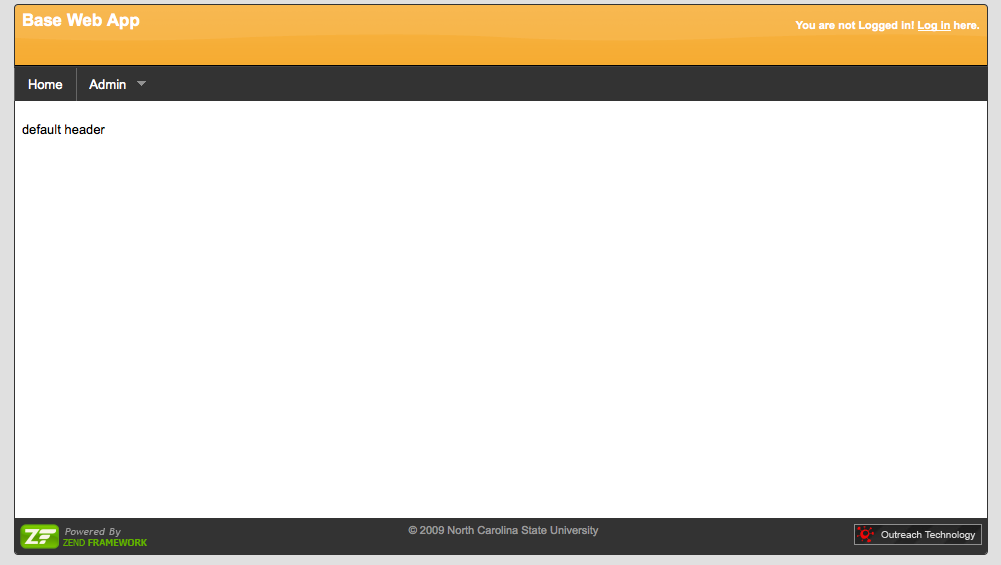 Base Web App
You are not Logged in! Log in here.
Home
Admin
default header
ZF
Powered By
ZEND FRAMEWORK
© 2009 North Carolina State University
Outreach Technology